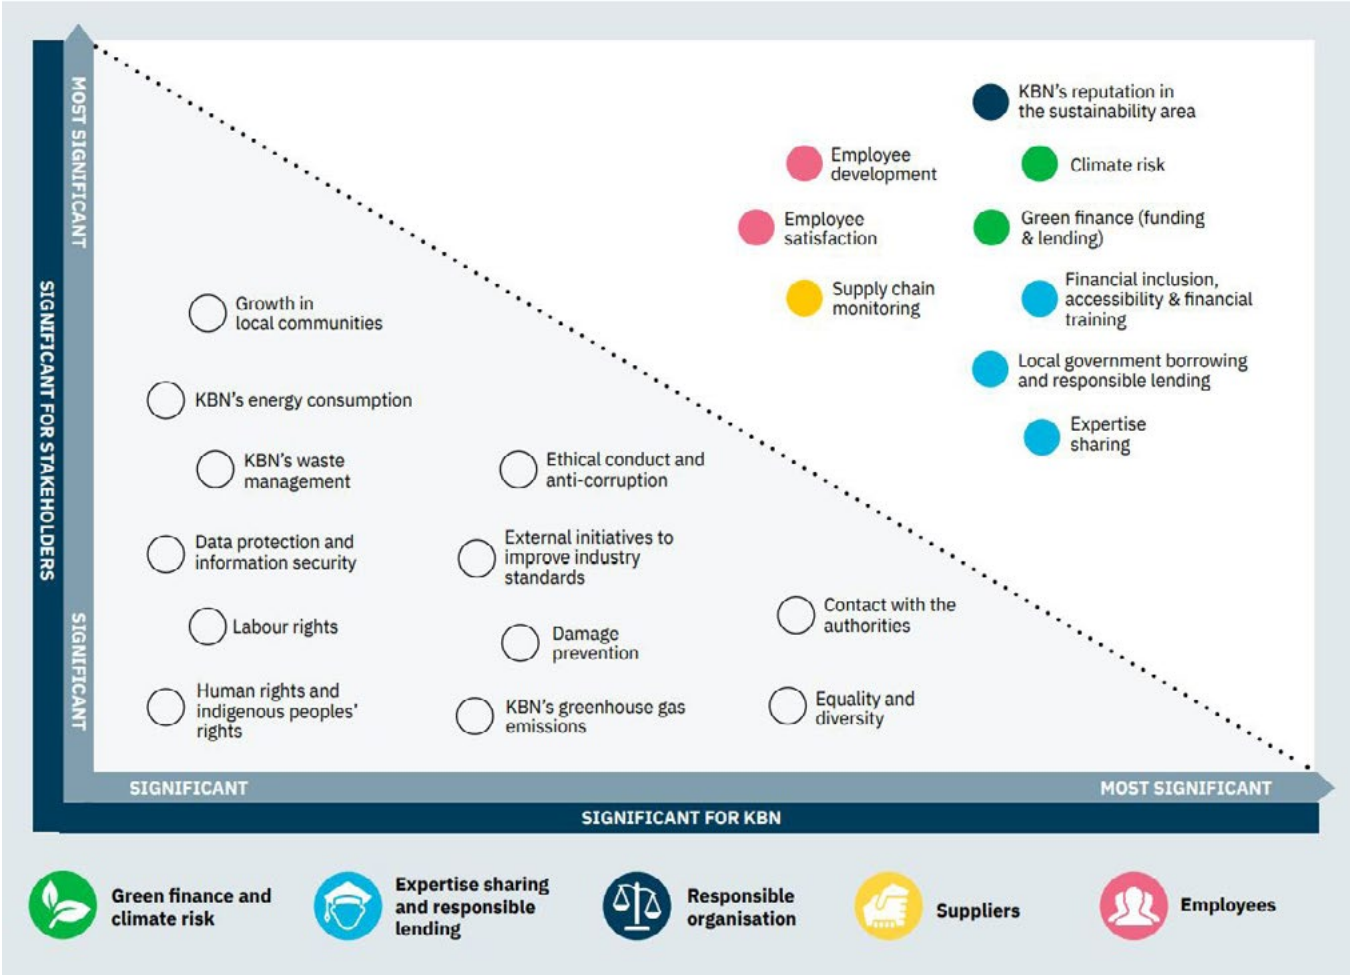 MOST SIGNIFICANT
SIGNIFICANT FOR STAKEHOLDERS
SIGNIFICANT
KBN's reputation in
the sustainability area
Employee
development
Climate risk
Employee
satisfaction
Green finance (funding
& lending)
Supply chain
monitoring
Financial inclusion,
accessibility & financial
training
Growth in
local communities
Local government borrowing
and responsible lending
KBN's energy consumption
Expertise
sharing
KBN's waste
management
Ethical conduct and
anti-corruption
Data protection and
information security
External initiatives to
improve industry
standards
Labour rights
Damage
prevention
Contact with the
authorities
Human rights and
indigenous peoples'
rights
KBN's greenhouse gas
emissions
Equality and
diversity
SIGNIFICANT
MOST SIGNIFICANT
SIGNIFICANT FOR KBN
Green finance and
climate risk
Expertise sharing
and responsible
lending
Responsible
organisation
Suppliers
Employees